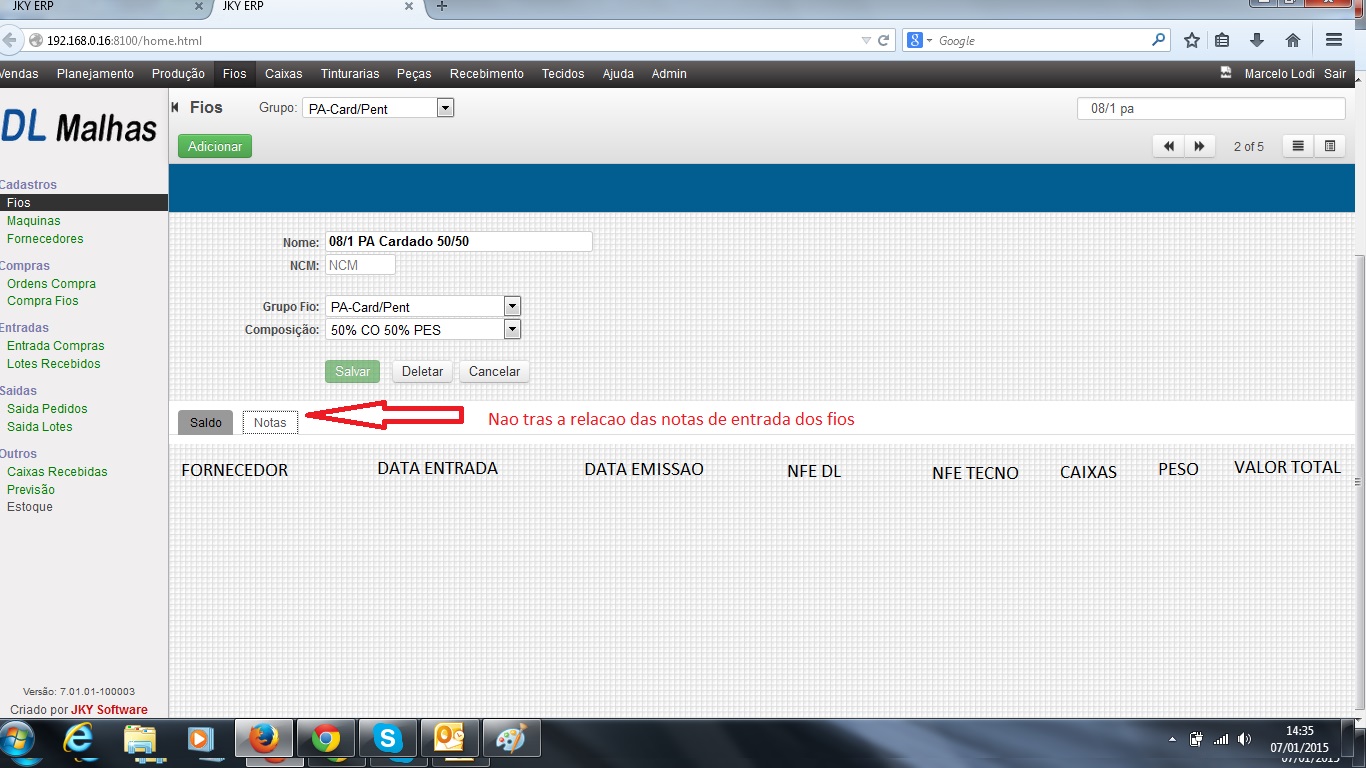 JKY ERP × JKY ERP × +
192.168.0.16:8100/home.html Google
Vendas Planejamento Produção Fios Caixas Tinturarias Peças Recebimento Tecidos Ajuda Admin Marcelo Lodi Sair
DL Malhas
Fios Grupo: PA-Card/Pent 08/1 pa
Adicionar 2 of 5
Cadastros
Fios
Maquinas
Fornecedores
Compras
Ordens Compra
Compra Fios
Entradas
Entrada Compras
Lotes Recebidos
Saidas
Saida Pedidos
Saida Lotes
Outros
Caixas Recebidas
Previsão
Estoque
Nome: 08/1 PA Cardado 50/50
NCM: NCM
Grupo Fio: PA-Card/Pent
Composição: 50% CO 50% PES
Salvar Deletar Cancelar
Saldo Notas Nao tras a relacao das notas de entrada dos fios
FORNECEDOR DATA ENTRADA DATA EMISSAO NFE DL NFE TECNO CAIXAS PESO VALOR TOTAL
Versão: 7.01.01-100003
Criado por JKY Software
14:35
07/01/2015
07/01/2015